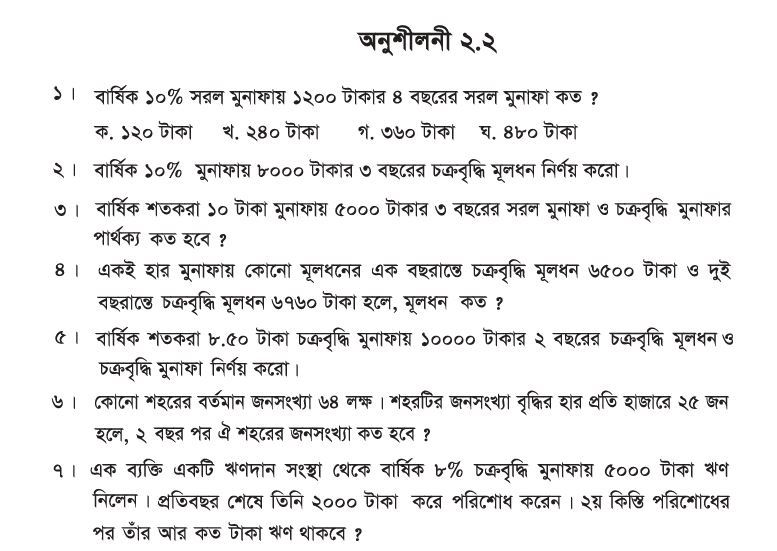 অনুশীলনী ২.২
১। বার্ষিক ১০% সরল মুনাফায় ১২০০ টাকার ৪ বছরের সরল মুনাফা কত ?
ক. ১২০ টাকা খ. ২৪০ টাকা গ. ৩৬০ টাকা ঘ. ৪৮০ টাকা
২। বার্ষিক ১০% মুনাফায় ৮০০০ টাকার ৩ বছরের চক্রবৃদ্ধি মূলধন নির্ণয় করো।
৩। বার্ষিক শতকরা ১০ টাকা মুনাফায় ৫০০০ টাকার ৩ বছরের সরল মুনাফা ও চক্রবৃদ্ধি মুনাফার
পার্থক্য কত হবে ?
৪। একই হার মুনাফায় কোনো মূলধনের এক বছরান্তে চক্রবৃদ্ধি মূলধন ৬৫০০ টাকা ও দুই
বছরান্তে চক্রবৃদ্ধি মূলধন ৬৭৬০ টাকা হলে, মূলধন কত ?
৫। বার্ষিক শতকরা ৮.৫০ টাকা চক্রবৃদ্ধি মুনাফায় ১০০০০ টাকার ২ বছরের চক্রবৃদ্ধি মূলধন ও
চক্রবৃদ্ধি মুনাফা নির্ণয় করো।
৬। কোনো শহরের বর্তমান জনসংখ্যা ৬৪ লক্ষ। শহরটির জনসংখ্যা বৃদ্ধির হার প্রতি হাজারে ২৫ জন
হলে, ২ বছর পর ঐ শহরের জনসংখ্যা কত হবে ?
৭। এক ব্যক্তি একটি ঋণদান সংস্থা থেকে বার্ষিক ৮% চক্রবৃদ্ধি মুনাফায় ৫০০০ টাকা ঋণ
নিলেন। প্রতিবছর শেষে তিনি ২০০০ টাকা করে পরিশোধ করেন। ২য় কিস্তি পরিশোধের
পর তাঁর আর কত টাকা ঋণ থাকবে ?